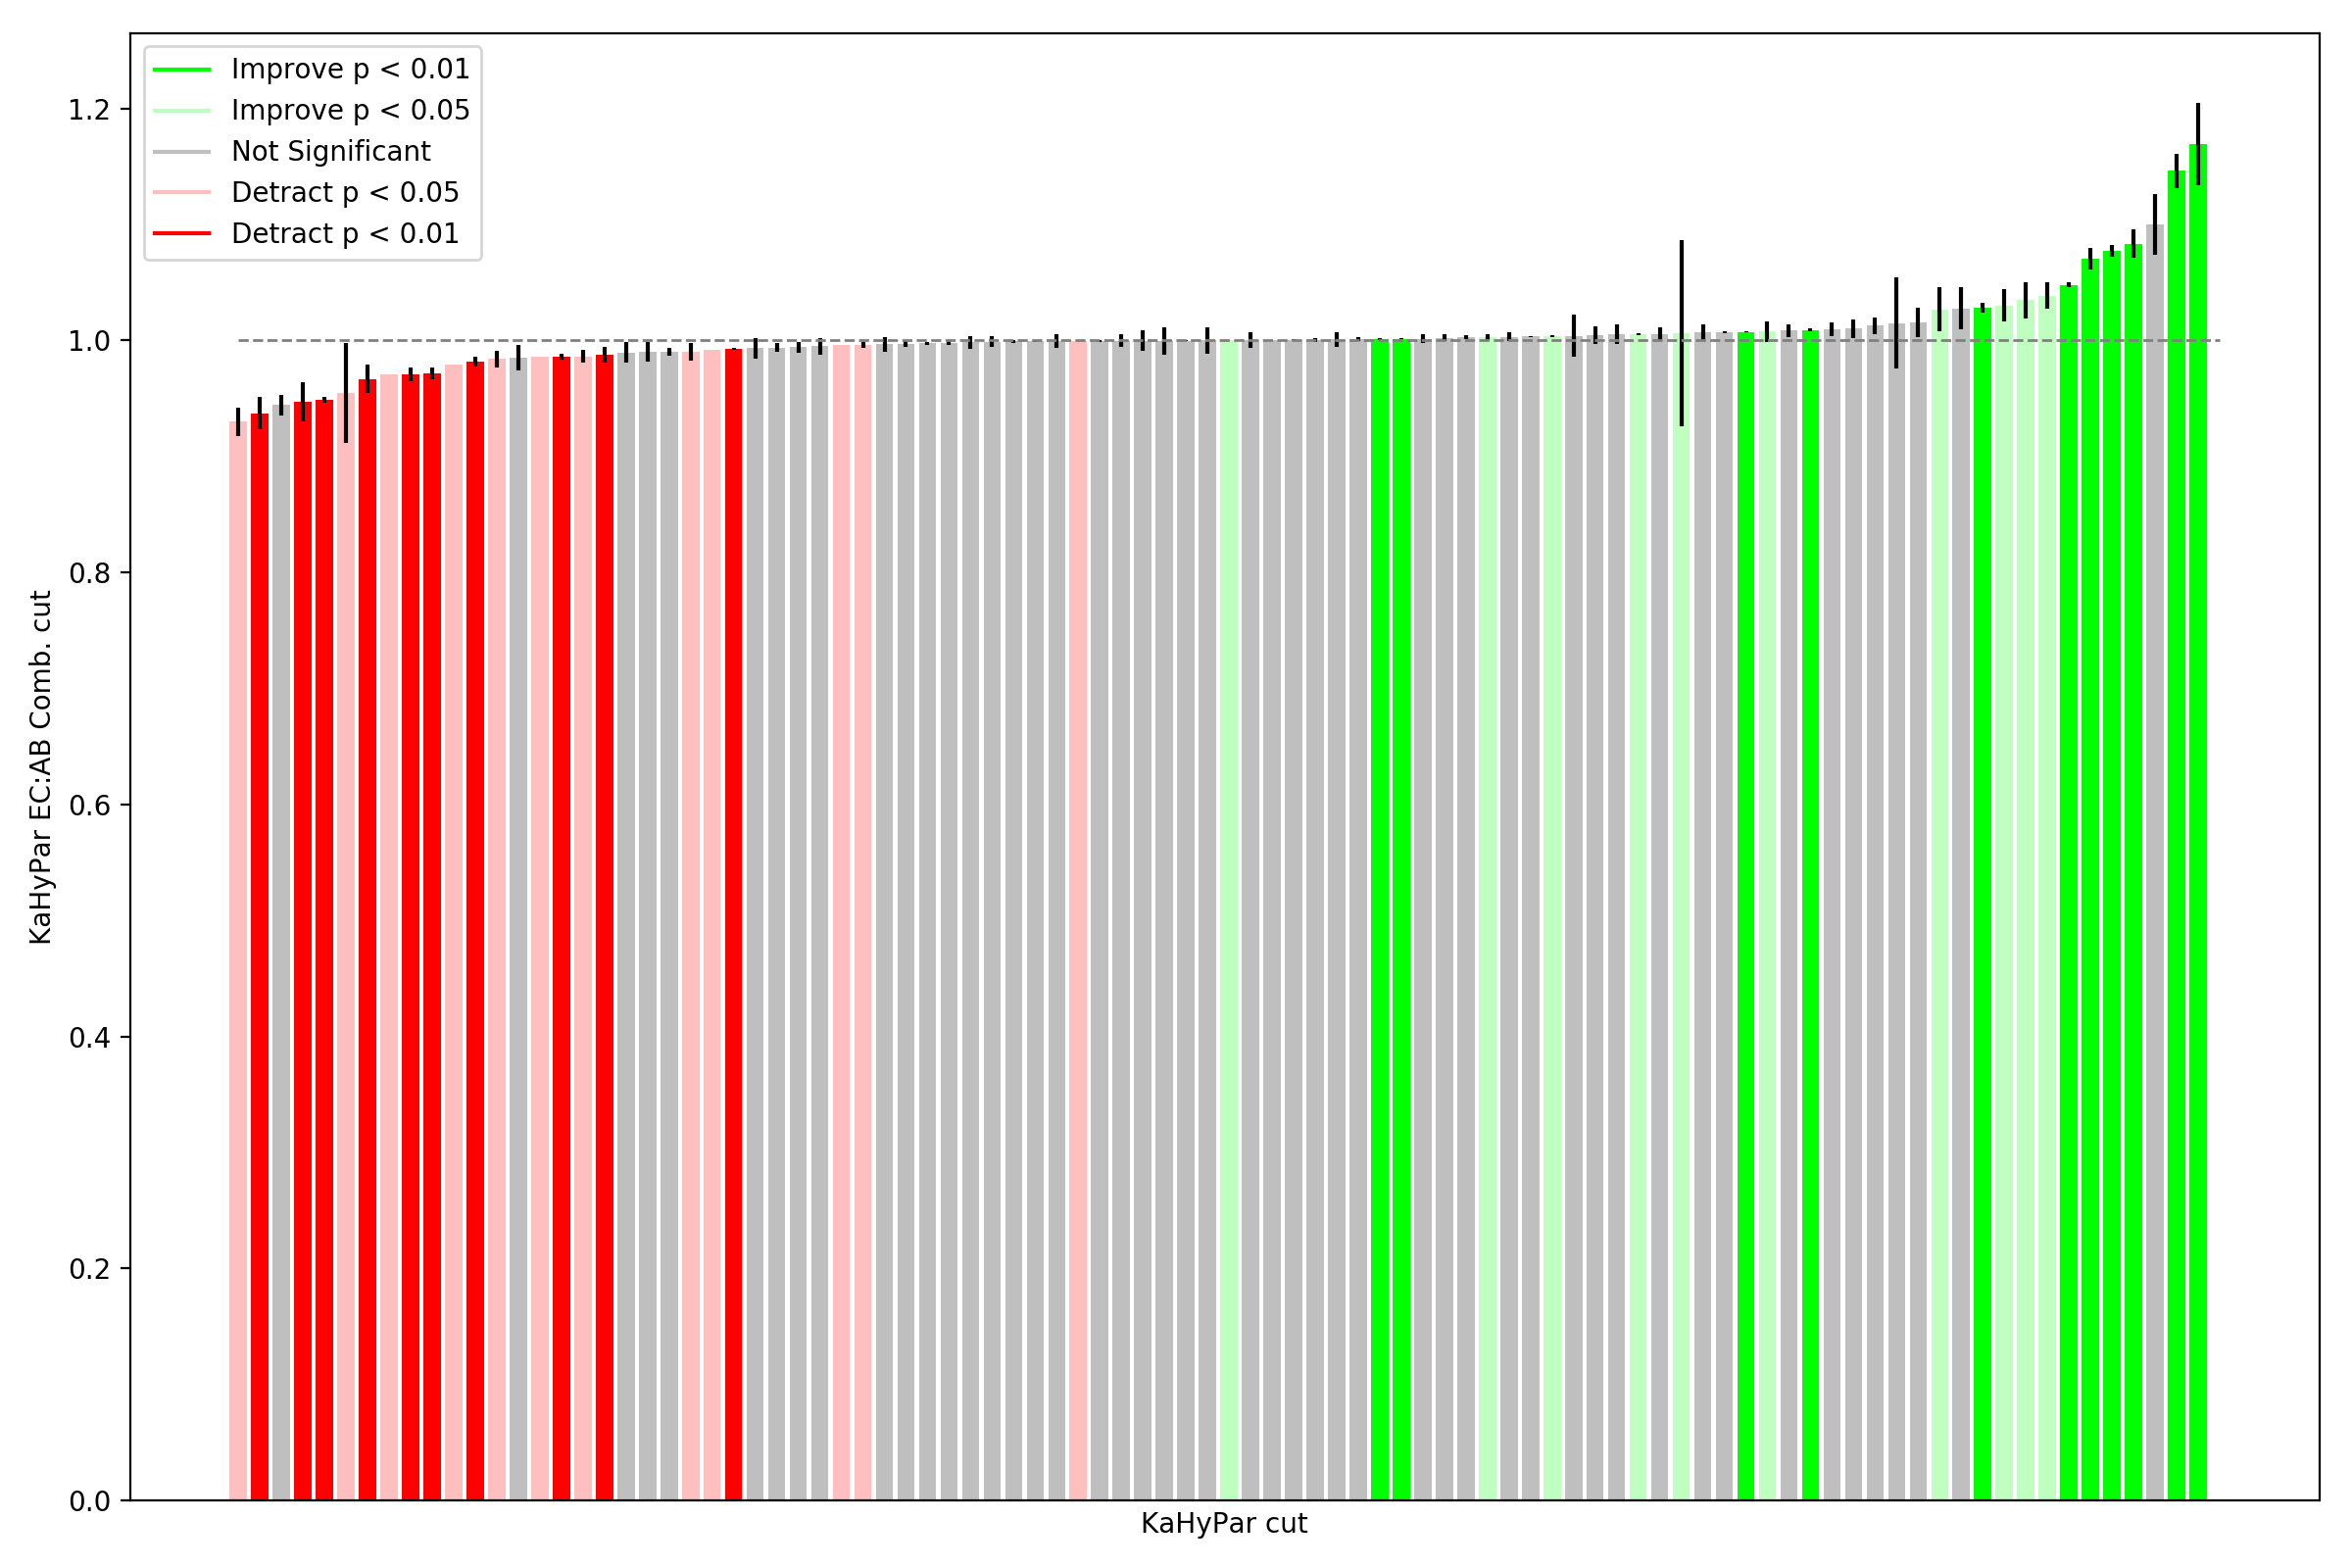 Improve p < 0.01
Improve p < 0.05
Not Significant
Detract p < 0.05
Detract p < 0.01
1.2
1.0
0.8
0.6
0.4
0.2
0.0
KaHyPar EC:AB Comb. cut
KaHyPar cut